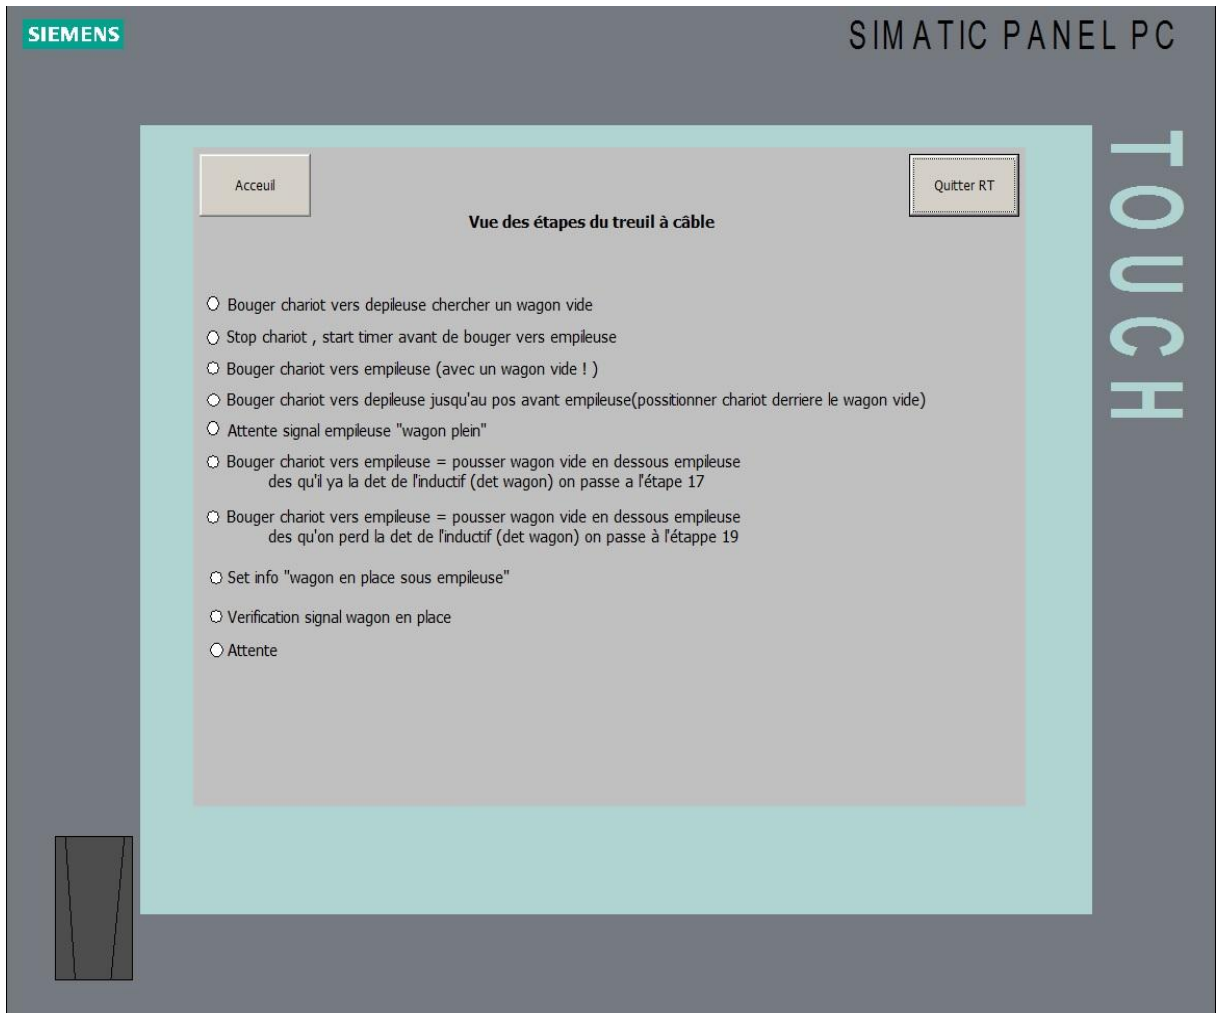 SIEMENS
SIMATIC PANEL PC
TOUCH
Acceuil
Quitter RT
Vue des étapes du treuil à câble
Bouger chariot vers depileuse chercher un wagon vide
Stop chariot , start timer avant de bouger vers empileuse
Bouger chariot vers empileuse (avec un wagon vide ! )
Bouger chariot vers depileuse jusqu'au pos avant empileuse(possitionner chariot derriere le wagon vide)
Attente signal empileuse "wagon plein"
Bouger chariot vers empileuse = pousser wagon vide en dessous empileuse
des qu'il ya la det de l'inductif (det wagon) on passe a l'étape 17
Bouger chariot vers empileuse = pousser wagon vide en dessous empileuse
des qu'on perd la det de l'inductif (det wagon) on passe à l'étappe 19
Set info "wagon en place sous empileuse"
Verification signal wagon en place
Attente